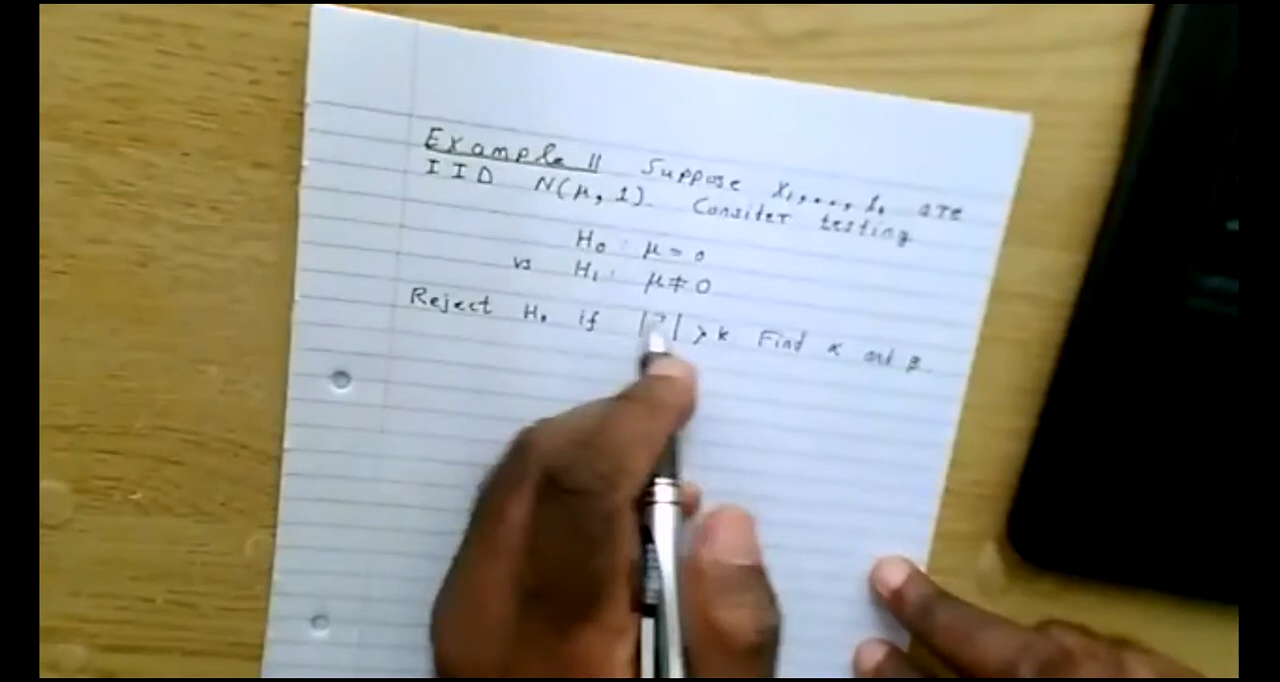 Example 11 Suppose X₁, ..., Xₙ are
IID N(μ, 1). Consider testing
H₀ : μ = 0
vs H₁ : μ ≠ 0
Reject H₀ if | | > k Find α and β